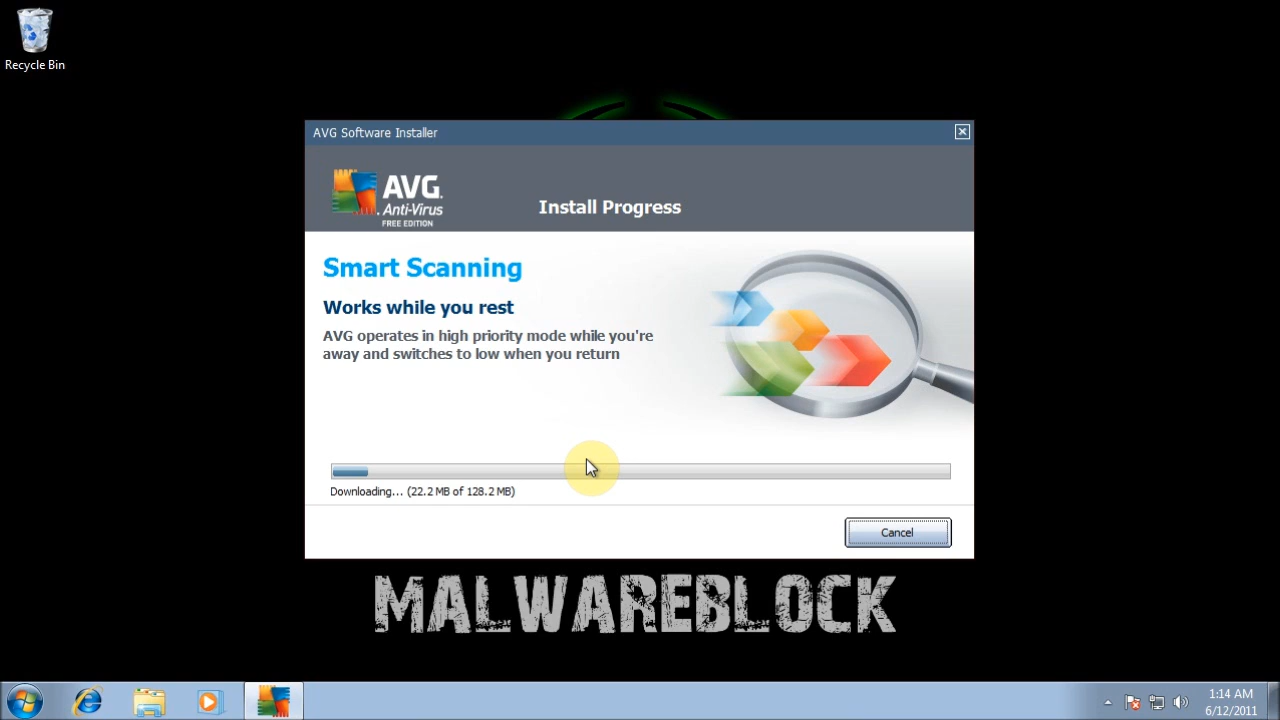 Recycle Bin
AVG Software Installer
AVG.
Anti-Virus
FREE EDITION
Install Progress
Smart Scanning
Works while you rest
AVG operates in high priority mode while you're
away and switches to low when you return
Downloading... (22.2 MB of 128.2 MB)
Cancel
MALWAREBLOCK
1:14 AM
6/12/2011